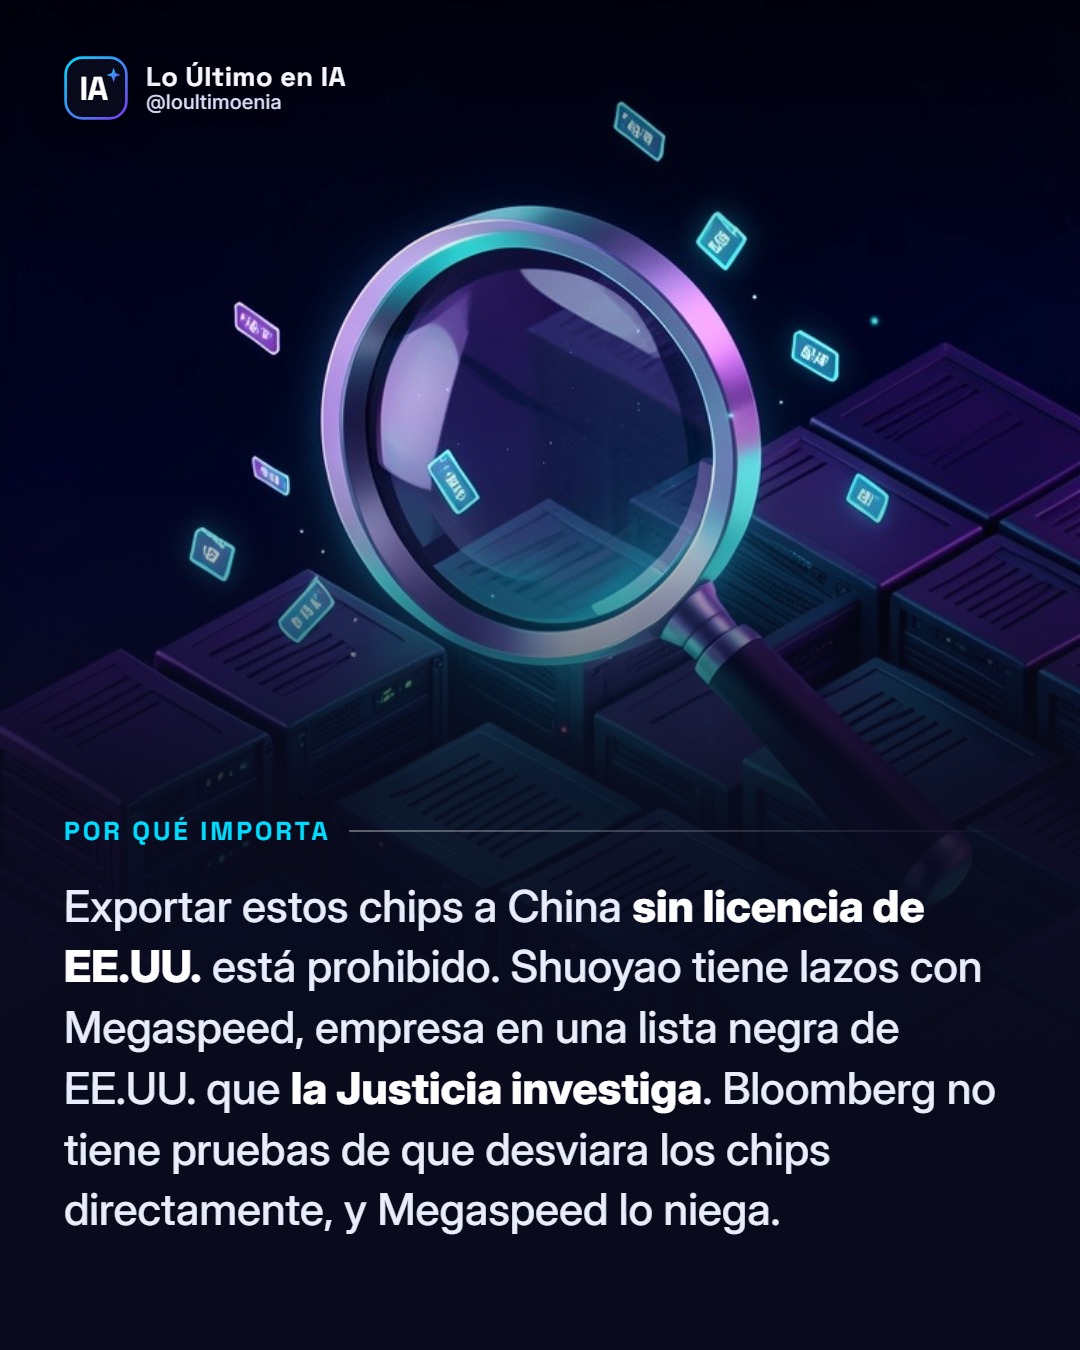 IA
Lo Último en IA
@loultimoenia
POR QUÉ IMPORTA
Exportar estos chips a China sin licencia de
EE.UU. está prohibido. Shuoyao tiene lazos con
Megaspeed, empresa en una lista negra de
EE.UU. que la Justicia investiga. Bloomberg no
tiene pruebas de que desviara los chips
directamente, y Megaspeed lo niega.